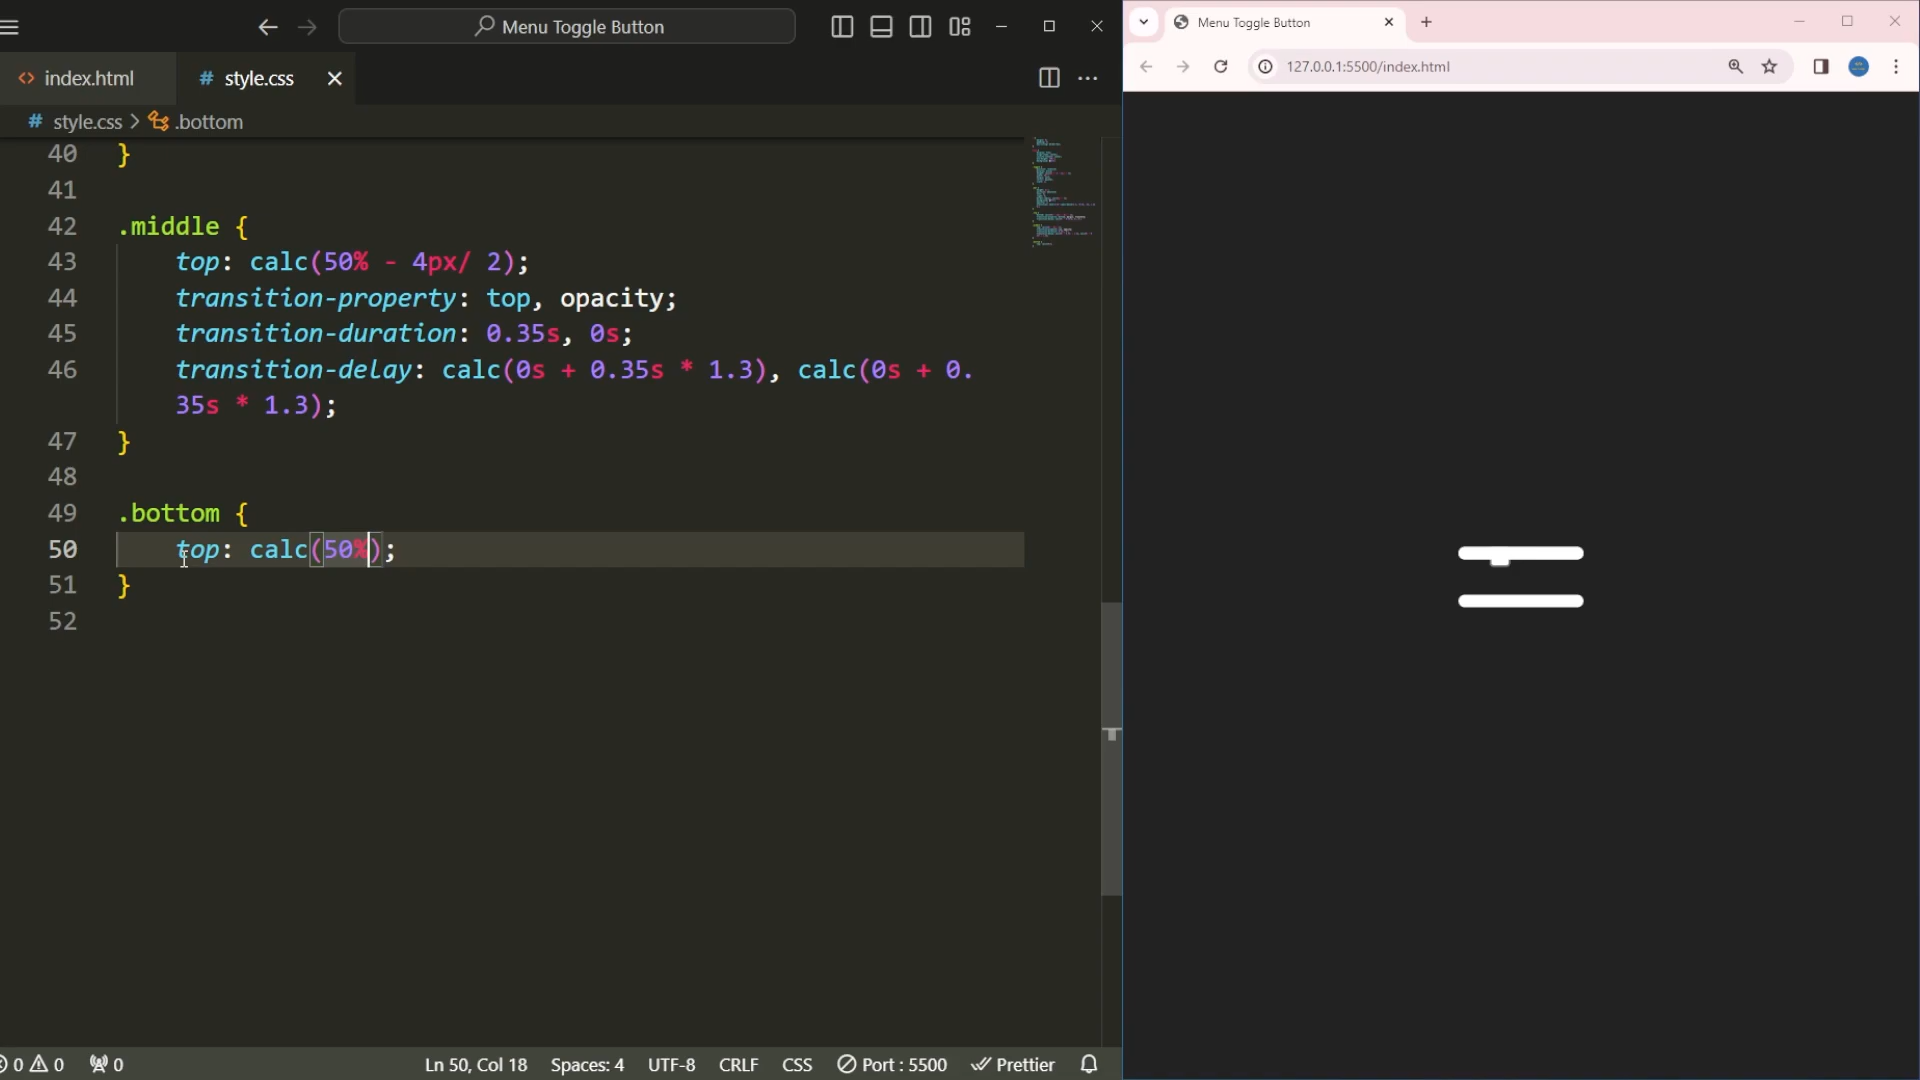 Menu Toggle Button
index.html
# style.css
# style.css > .bottom
40 }
41
42 .middle {
43 top: calc(50% - 4px/ 2);
44 transition-property: top, opacity;
45 transition-duration: 0.35s, 0s;
46 transition-delay: calc(0s + 0.35s * 1.3), calc(0s + 0.
35s * 1.3);
47 }
48
49 .bottom {
50 top: calc(50%);
51 }
52
0 0 0 Ln 50, Col 18 Spaces: 4 UTF-8 CRLF CSS Port : 5500 Prettier
Menu Toggle Button
127.0.0.1:5500/index.html